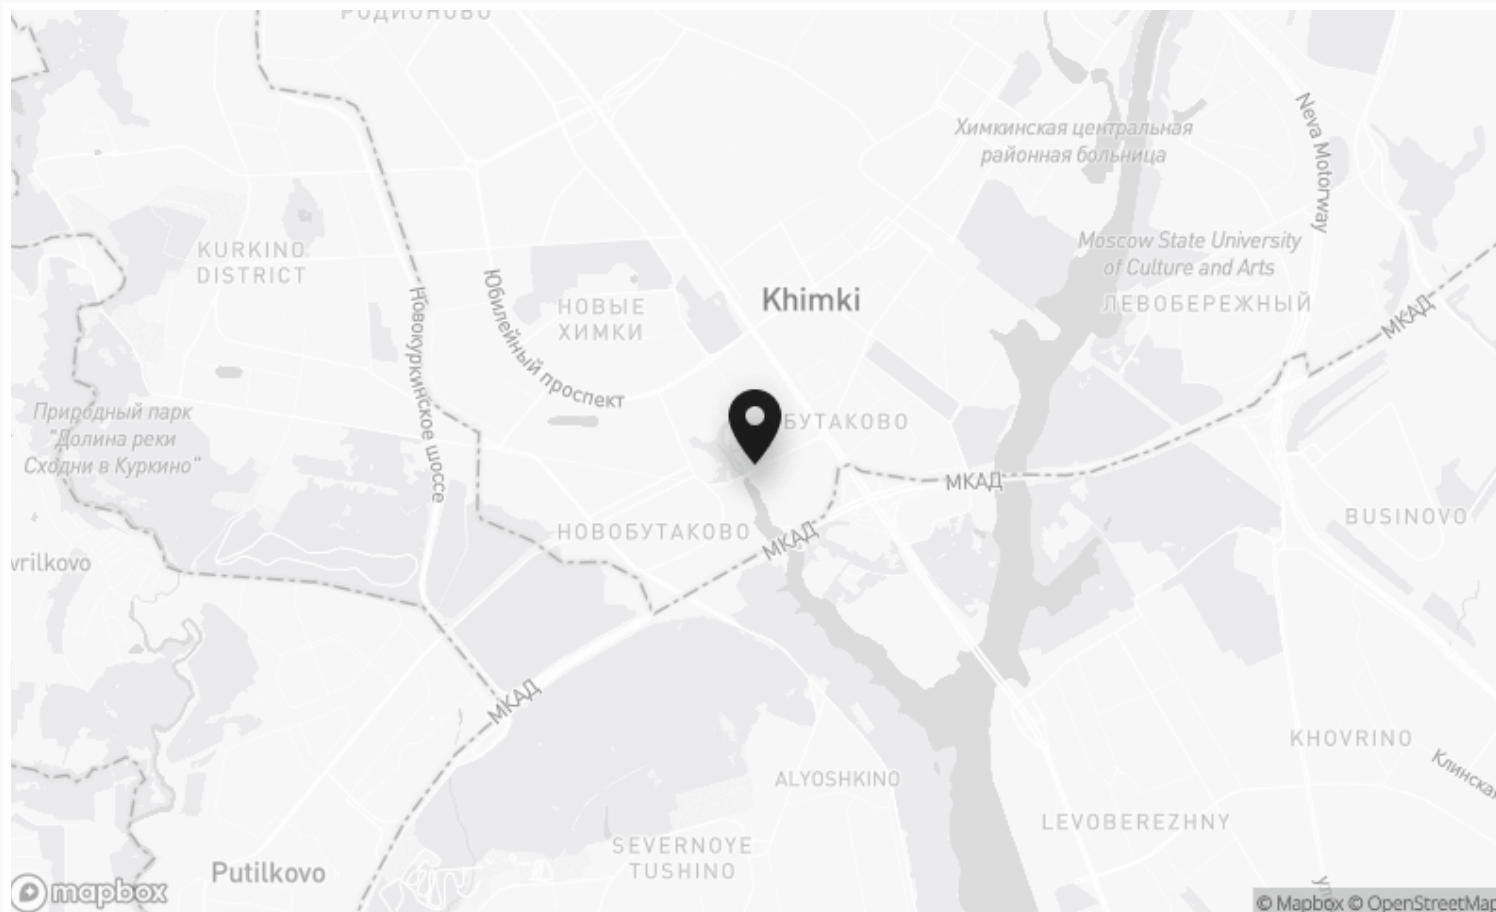 РОДИОНОВО
Химкинская центральная
районная больница
Neva Motorway
KURKINO
DISTRICT
Moscow State University
of Culture and Arts
ЛЕВОБЕРЕЖНЫЙ
Юбилейный проспект
НОВЫЕ
ХИМКИ
Khimki
МКАД
Новокуркинское шоссе
Природный парк
"Долина реки
Сходни в Куркино"
БУТАКОВО
МКАД
BUSINOVO
НОВОБУТАКОВО
МКАД
vrilkovo
МКАД
KHOVRINO
Клинская
ALYOSHKINO
LEVOBEREZHNY
SEVERNOYE
TUSHINO
Putilkovo
ул
mapbox
© Mapbox © OpenStreetMap